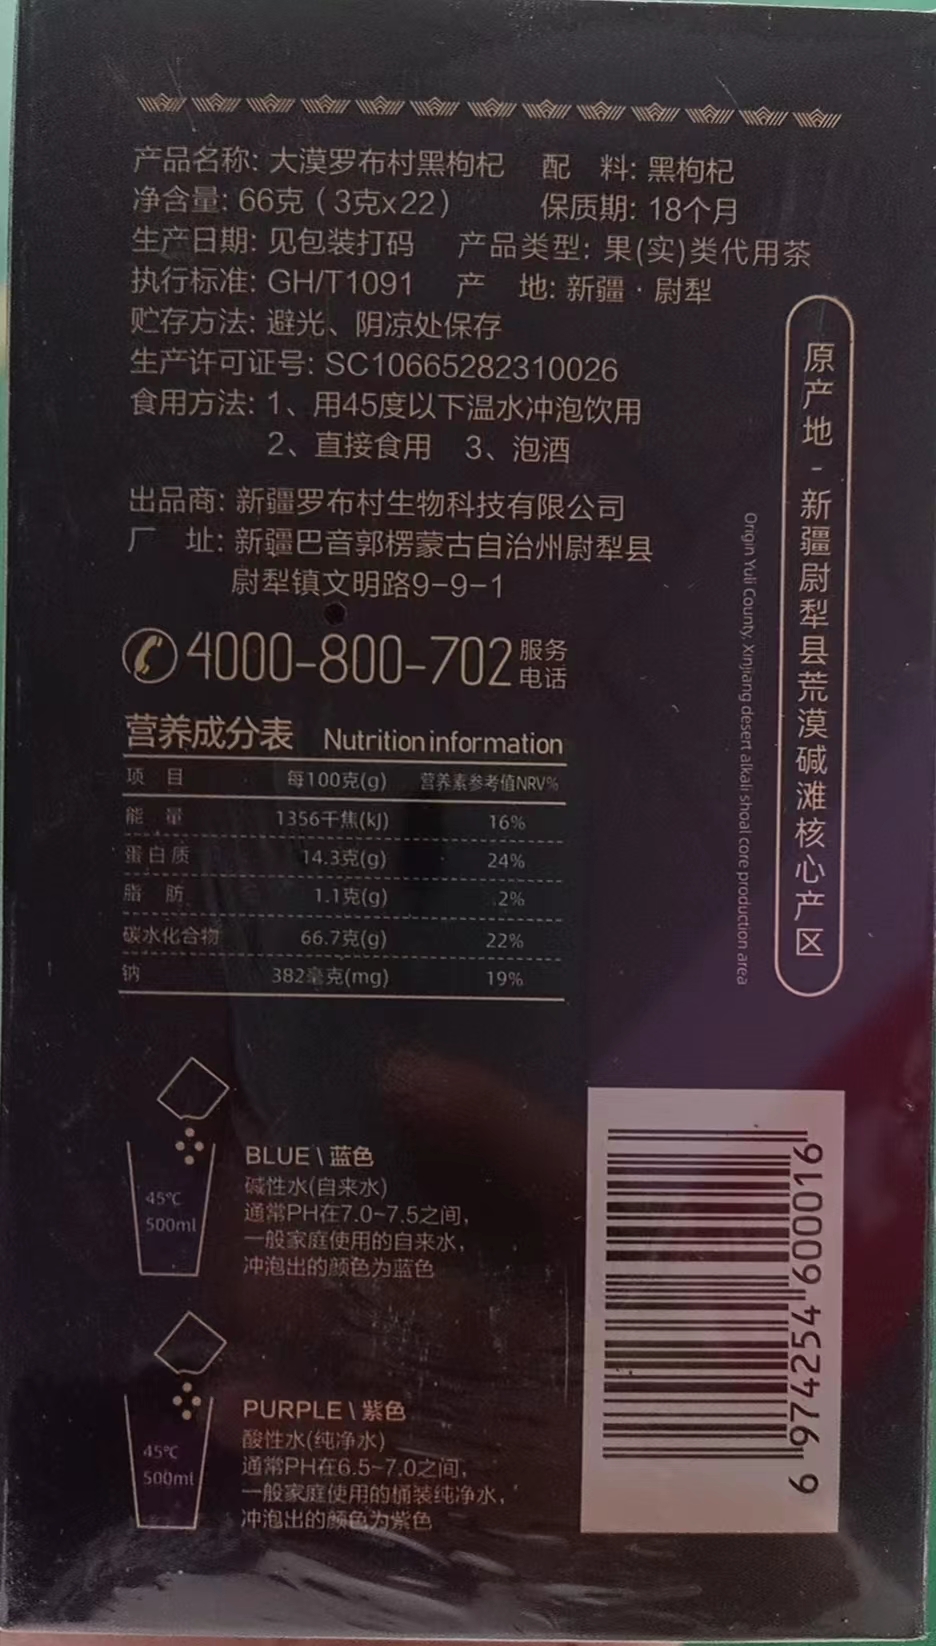 产品名称: 大漠罗布村黑枸杞 配 料: 黑枸杞
净含量: 66克（3克x22） 保质期: 18个月
生产日期: 见包装打码 产品类型: 果(实)类代用茶
执行标准: GH/T1091 产 地: 新疆·尉犁
贮存方法: 避光、阴凉处保存
生产许可证号: SC10665282310026
食用方法: 1、用45度以下温水冲泡饮用
2、直接食用 3、泡酒
出品商: 新疆罗布村生物科技有限公司
厂 址: 新疆巴音郭楞蒙古自治州尉犁县
尉犁镇文明路9-9-1
4000-800-702 服务电话
营养成分表 Nutrition information
项 目 每100克(g) 营养素参考值NRV%
能 量 1356千焦(kJ) 16%
蛋白质 14.3克(g) 24%
脂 肪 1.1克(g) 2%
碳水化合物 66.7克(g) 22%
钠 382毫克(mg) 19%
原产地-新疆尉犁县荒漠碱滩核心产区
Origin Yuli County, Xinjiang desert alkali shoal core production area
45℃
500ml
BLUE \ 蓝色
碱性水(自来水)
通常PH在7.0~7.5之间,
一般家庭使用的自来水,
冲泡出的颜色为蓝色
45℃
500ml
PURPLE \ 紫色
酸性水(纯净水)
通常PH在6.5~7.0之间,
一般家庭使用的桶装纯净水,
冲泡出的颜色为紫色
6 974254 600016